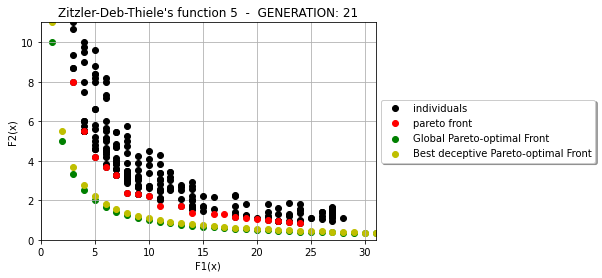 Zitzler-Deb-Thiele's function 5 - GENERATION: 21
10
8
6
4
2
0
F2(x)
0 5 10 15 20 25 30
F1(x)
individuals
pareto front
Global Pareto-optimal Front
Best deceptive Pareto-optimal Front